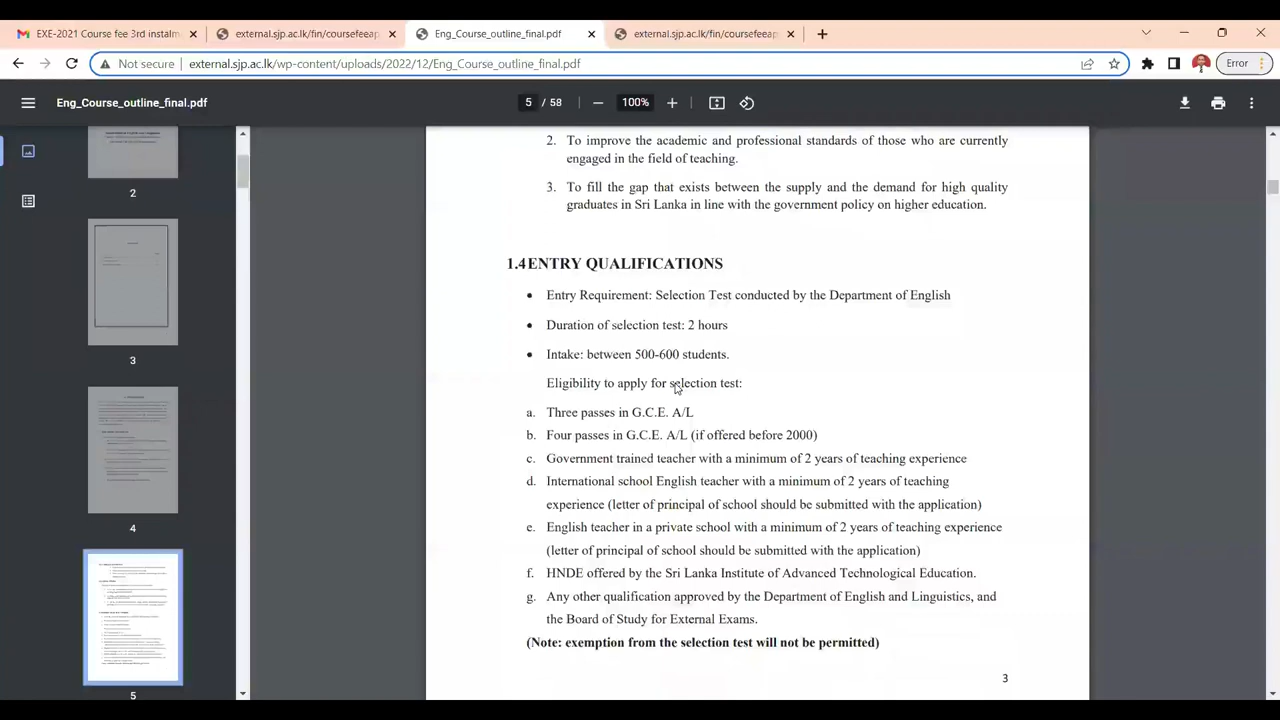 EXE-2021 Course fee 3rd instalm
external.sjp.ac.lk/fin/coursefeeap
Eng_Course_outline_final.pdf
external.sjp.ac.lk/fin/coursefeeap
Not secure
external.sjp.ac.lk/wp-content/uploads/2022/12/Eng_Course_outline_final.pdf
Error
Eng_Course_outline_final.pdf
5 / 58
100%
2
3
4
5
2. To improve the academic and professional standards of those who are currently
engaged in the field of teaching.
3. To fill the gap that exists between the supply and the demand for high quality
graduates in Sri Lanka in line with the government policy on higher education.
1.4 ENTRY QUALIFICATIONS
• Entry Requirement: Selection Test conducted by the Department of English
• Duration of selection test: 2 hours
• Intake: between 500-600 students.
Eligibility to apply for selection test:
a. Three passes in G.C.E. A/L
b. Four passes in G.C.E. A/L (if offered before 2000)
c. Government trained teacher with a minimum of 2 years of teaching experience
d. International school English teacher with a minimum of 2 years of teaching
experience (letter of principal of school should be submitted with the application)
e. English teacher in a private school with a minimum of 2 years of teaching experience
(letter of principal of school should be submitted with the application)
f. HNDE offered by the Sri Lanka Institute of Advanced Technological Education.
g. Any other qualification approved by the Department of English and Linguistics, and
the Board of Study for External Exams.
(Note: exemption from the selection test will not be permitted)
3